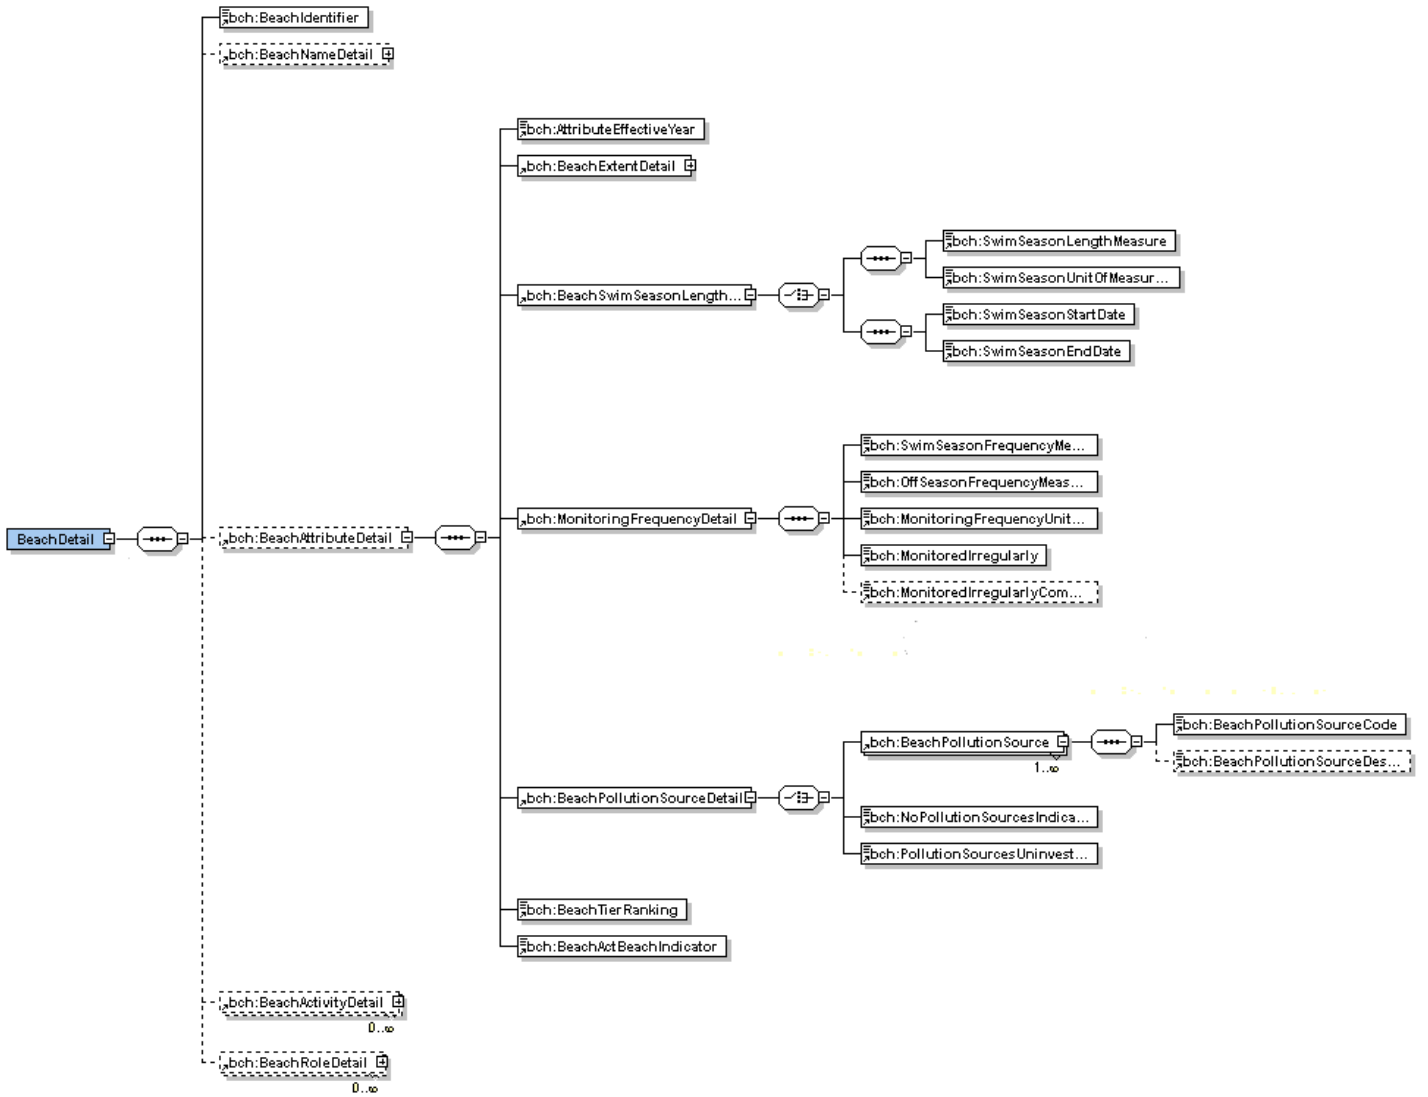 bch:BeachIdentifier
bch:BeachNameDetail
bch:AttributeEffectiveYear
bch:BeachExtentDetail
bch:SwimSeasonLengthMeasure
bch:SwimSeasonUnitOfMeasur...
bch:BeachSwimSeasonLength...
bch:SwimSeasonStartDate
bch:SwimSeasonEndDate
bch:SwimSeasonFrequencyMe...
bch:OffSeasonFrequencyMeas...
bch:MonitoringFrequencyDetail
bch:MonitoringFrequencyUnit...
BeachDetail
bch:BeachAttributeDetail
bch:MonitoredIrregularly
bch:MonitoredIrregularlyCom...
bch:BeachPollutionSourceCode
bch:BeachPollutionSource
1..∞
bch:BeachPollutionSourceDes...
bch:BeachPollutionSourceDetail
bch:NoPollutionSourcesIndica...
bch:PollutionSourcesUninvest...
bch:BeachTierRanking
bch:BeachActBeachIndicator
bch:BeachActivityDetail
0..∞
bch:BeachRoleDetail
0..∞